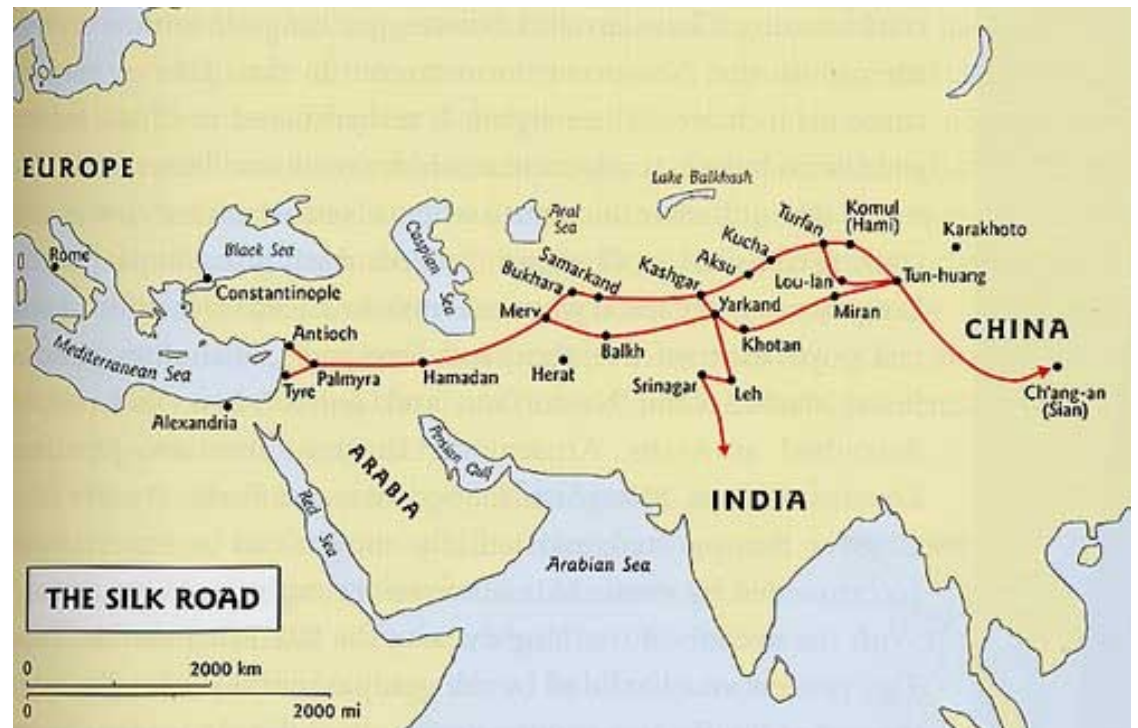 EUROPE
Lake Balkhash
Rome
Black Sea
Caspian
Sea
Aral
Sea
Turfan
Komul
(Hami)
Karakhoto
Kucha
Aksu
Kashgar
Samarkand
Bukhara
Lou-lan
Tun-huang
Constantinople
Merv
Yarkand
Miran
CHINA
Antioch
Khotan
Balkh
Mediterranean Sea
Tyre
Palmyra
Hamadan
Herat
Srinagar
Leh
Ch'ang-an
(Sian)
Alexandria
ARABIA
Persian Gulf
INDIA
Red
Sea
Arabian Sea
THE SILK ROAD
0
2000 km
0
2000 mi